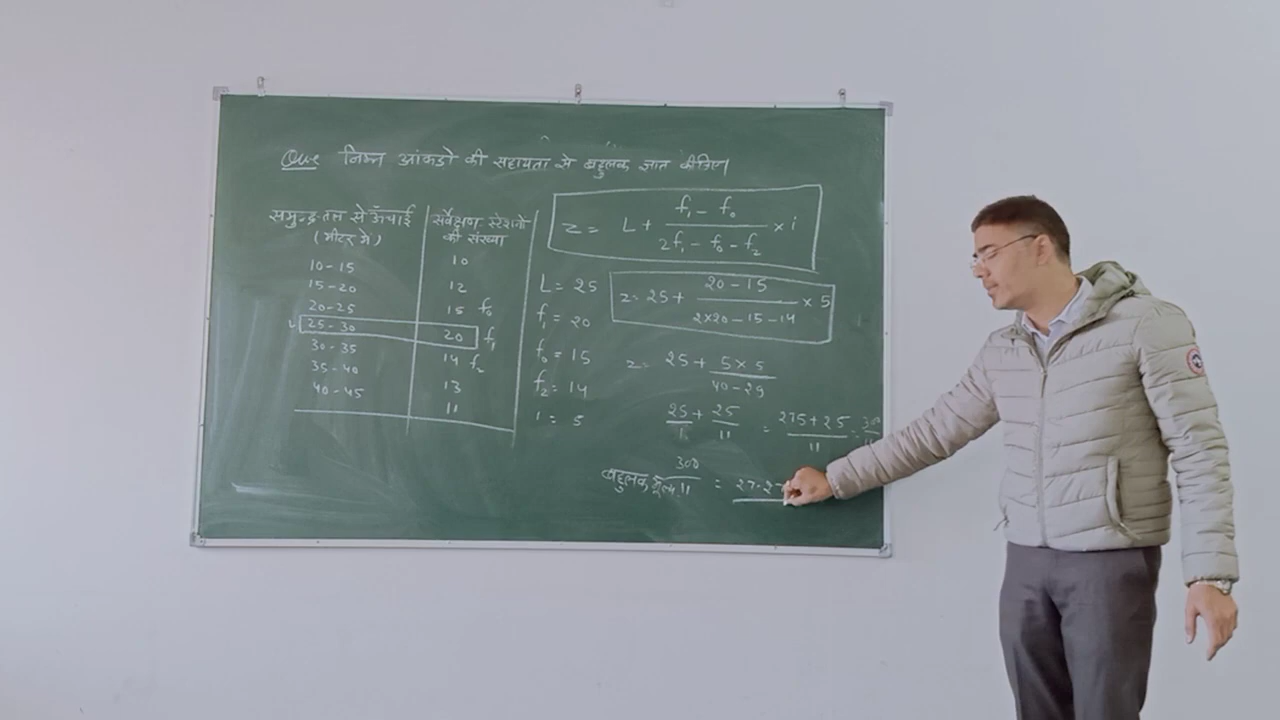 Que निम्न आंकडो की सहायता से बहुलक ज्ञात कीजिए।
समुन्द्र तल से ऊँचाई (मीटर मे)
सर्वेक्षण स्टेशनो की संख्या
10-15 10
15-20 12
20-25 15 f₀
L 25-30 20 f₁
30-35 14 f₂
35-40 13
40-45 11
Z = L + (f₁ - f₀) / (2f₁ - f₀ - f₂) × i
L = 25
f₁ = 20
f₀ = 15
f₂ = 14
i = 5
Z = 25 + (20 - 15) / (2×20 - 15 - 14) × 5
Z = 25 + (5 × 5) / (40 - 29)
25/1 + 25/11 = (275 + 25) / 11 = 300/11
बहुलक मूल्य 300/11 = 27.27